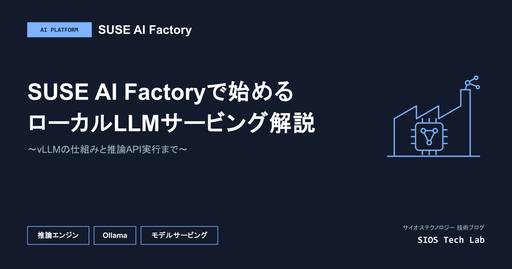 AI PLATFORM SUSE AI Factory
SUSE AI Factoryで始める
ローカルLLMサービング解説
〜vLLMの仕組みと推論API実行まで〜
推論エンジン Ollama モデルサービング
サイオステクノロジー 技術ブログ
SIOS Tech Lab